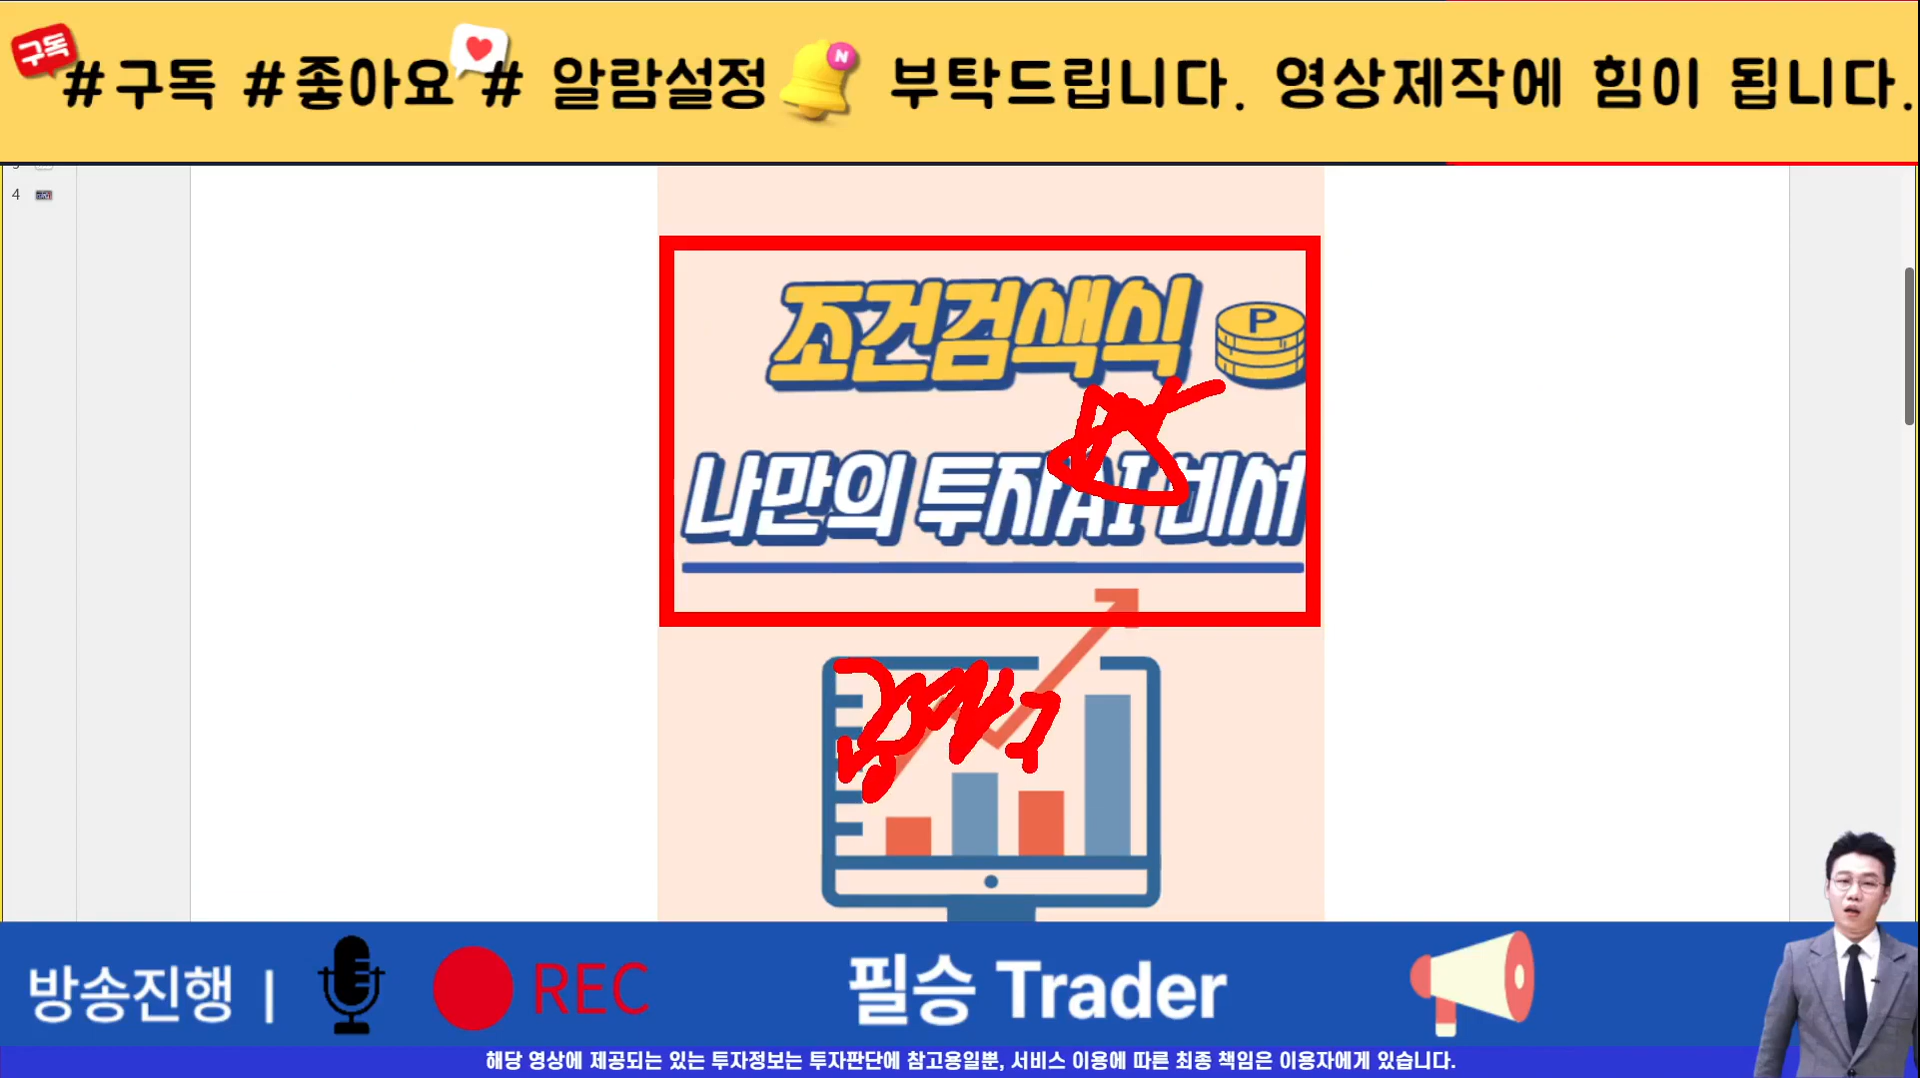 구독
#구독 #좋아요 # 알람설정 N 부탁드립니다. 영상제작에 힘이 됩니다.
4
조건검색식 P
나만의 투자AI 비서
방송진행 | REC 필승 Trader
해당 영상에 제공되는 있는 투자정보는 투자판단에 참고용일뿐, 서비스 이용에 따른 최종 책임은 이용자에게 있습니다.